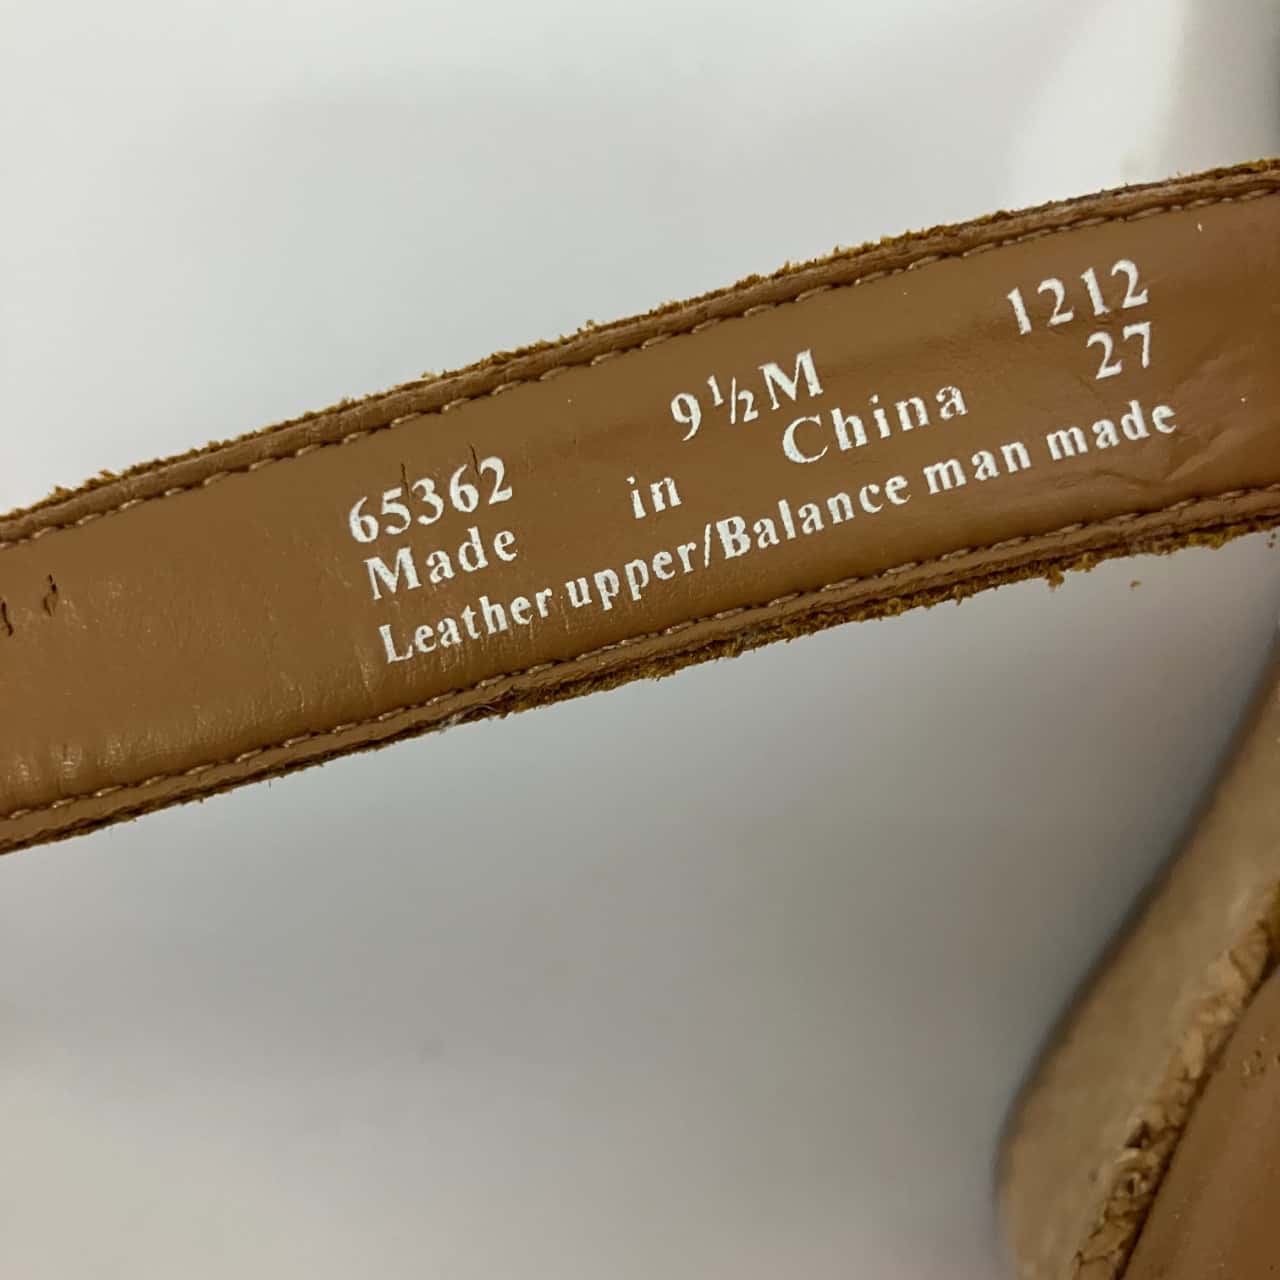 65362 9½M 1212
Made in China 27
Leather upper/Balance man made